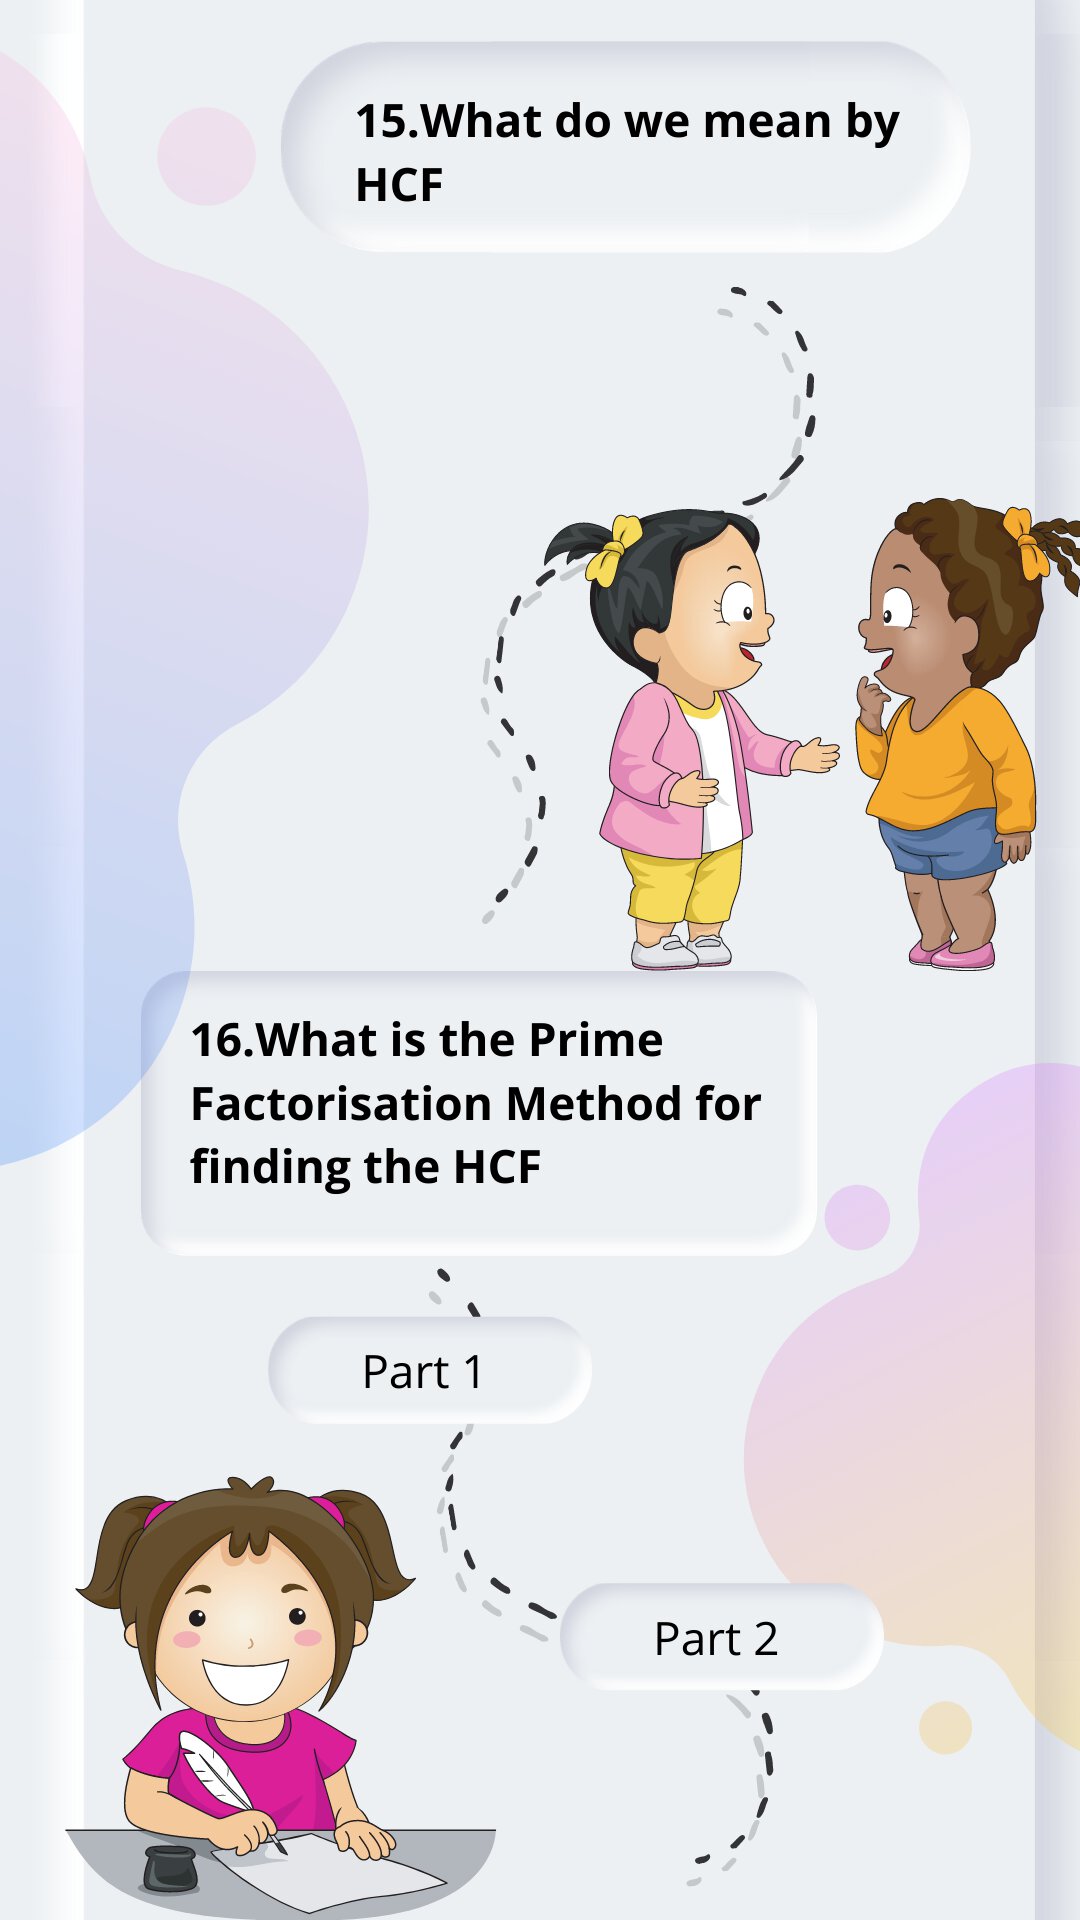 15.What do we mean by
HCF
16.What is the Prime
Factorisation Method for
finding the HCF
Part 1
Part 2